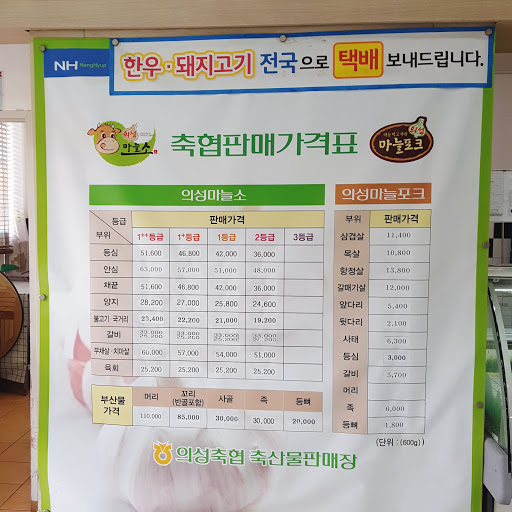 NH NongHyup
한우·돼지고기 전국으로 택배 보내드립니다.
의성 마늘소
축협판매가격표
의성 마늘포크
의성마늘소
등급 판매가격
부위 1++등급 1+등급 1등급 2등급 3등급
등심 51,600 46,800 42,000 36,000
안심 63,000 57,000 51,000 48,000
채끝 51,600 46,800 42,000 36,000
양지 28,200 27,000 25,800 24,600
불고기·국거리 23,400 22,200 21,000 19,200
갈비
부채살·치마살 60,000 57,000 54,000 51,000
육회 25,200 25,200 25,200 25,200
부산물 가격 머리 꼬리(반골포함) 사골 족 등뼈
110,000 85,000 30,000 30,000 20,000
의성마늘포크
부위 판매가격
삼겹살 11,400
목살 10,800
항정살 13,800
갈매기살 12,000
앞다리 5,400
뒷다리 2,100
사태 6,300
등심 3,000
갈비 5,700
머리
족 6,000
등뼈 1,800
(단위 : (600g))
의성축협 축산물판매장